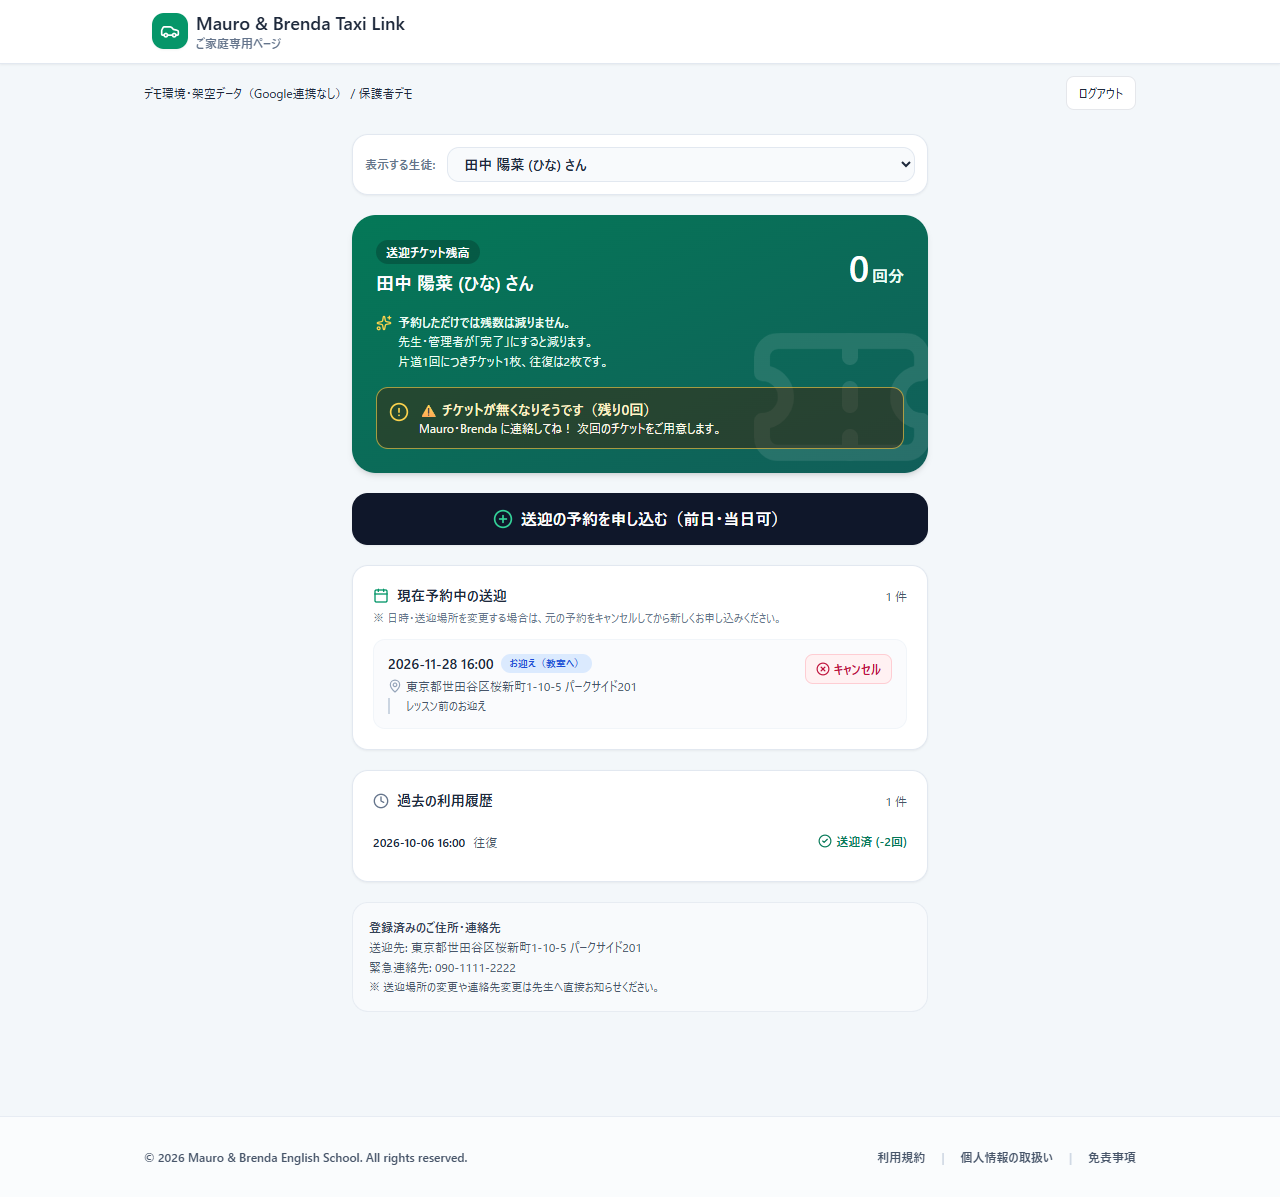 Mauro & Brenda Taxi Link
ご家庭専用ページ
デモ環境・架空データ（Google連携なし） / 保護者デモ
ログアウト
表示する生徒:
田中 陽菜 (ひな) さん
送迎チケット残高
田中 陽菜 (ひな) さん
0 回分
予約しただけでは残数は減りません。
先生・管理者が「完了」にすると減ります。
片道1回につきチケット1枚、往復は2枚です。
⚠ チケットが無くなりそうです（残り0回）
Mauro・Brenda に連絡してね！ 次回のチケットをご用意します。
送迎の予約を申し込む（前日・当日可）
現在予約中の送迎
1 件
※ 日時・送迎場所を変更する場合は、元の予約をキャンセルしてから新しくお申し込みください。
2026-11-28 16:00 お迎え（教室へ）
キャンセル
東京都世田谷区桜新町1-10-5 パークサイド201
レッスン前のお迎え
過去の利用履歴
1 件
2026-10-06 16:00 往復
送迎済 (-2回)
登録済みのご住所・連絡先
送迎先: 東京都世田谷区桜新町1-10-5 パークサイド201
緊急連絡先: 090-1111-2222
※ 送迎場所の変更や連絡先変更は先生へ直接お知らせください。
© 2026 Mauro & Brenda English School. All rights reserved.
利用規約 | 個人情報の取扱い | 免責事項